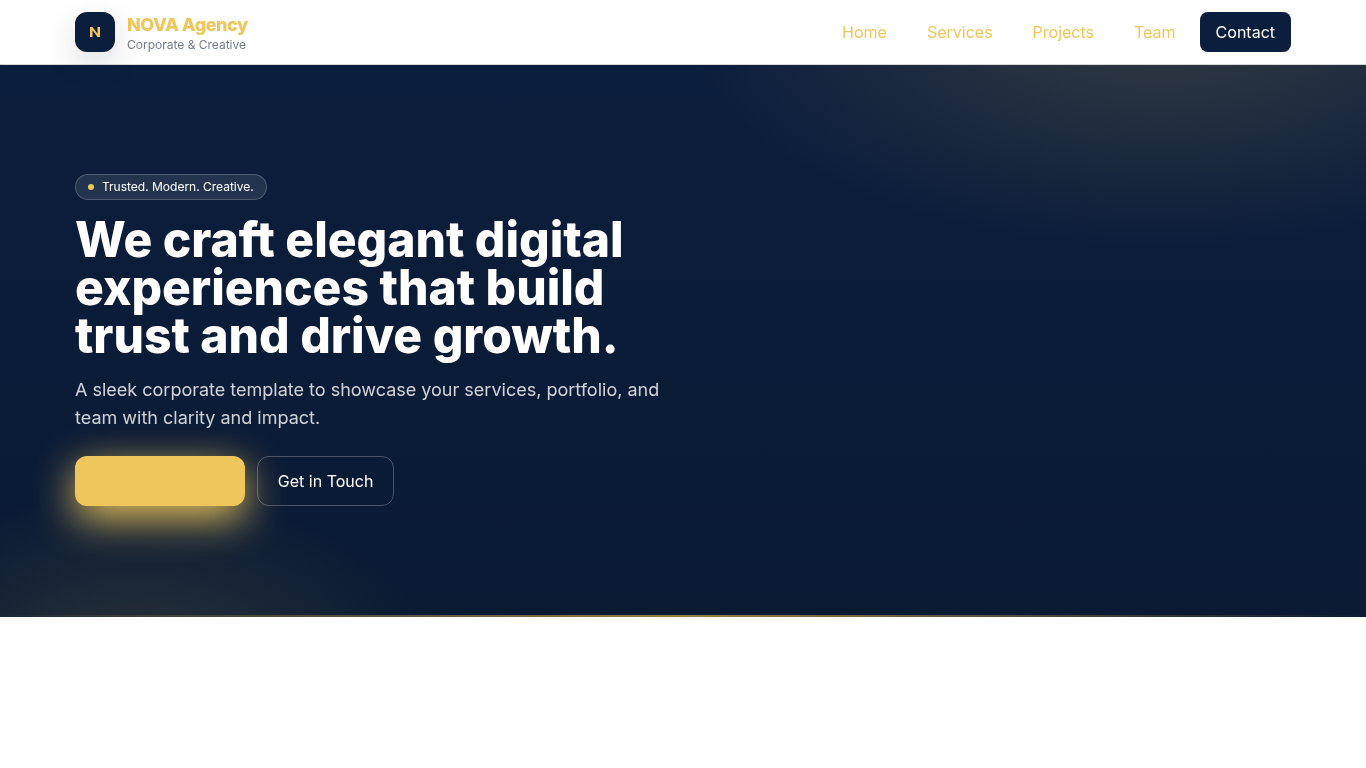 N
NOVA Agency
Corporate & Creative
Home
Services
Projects
Team
Contact
Trusted. Modern. Creative.
We craft elegant digital
experiences that build
trust and drive growth.
A sleek corporate template to showcase your services, portfolio, and
team with clarity and impact.
Get in Touch